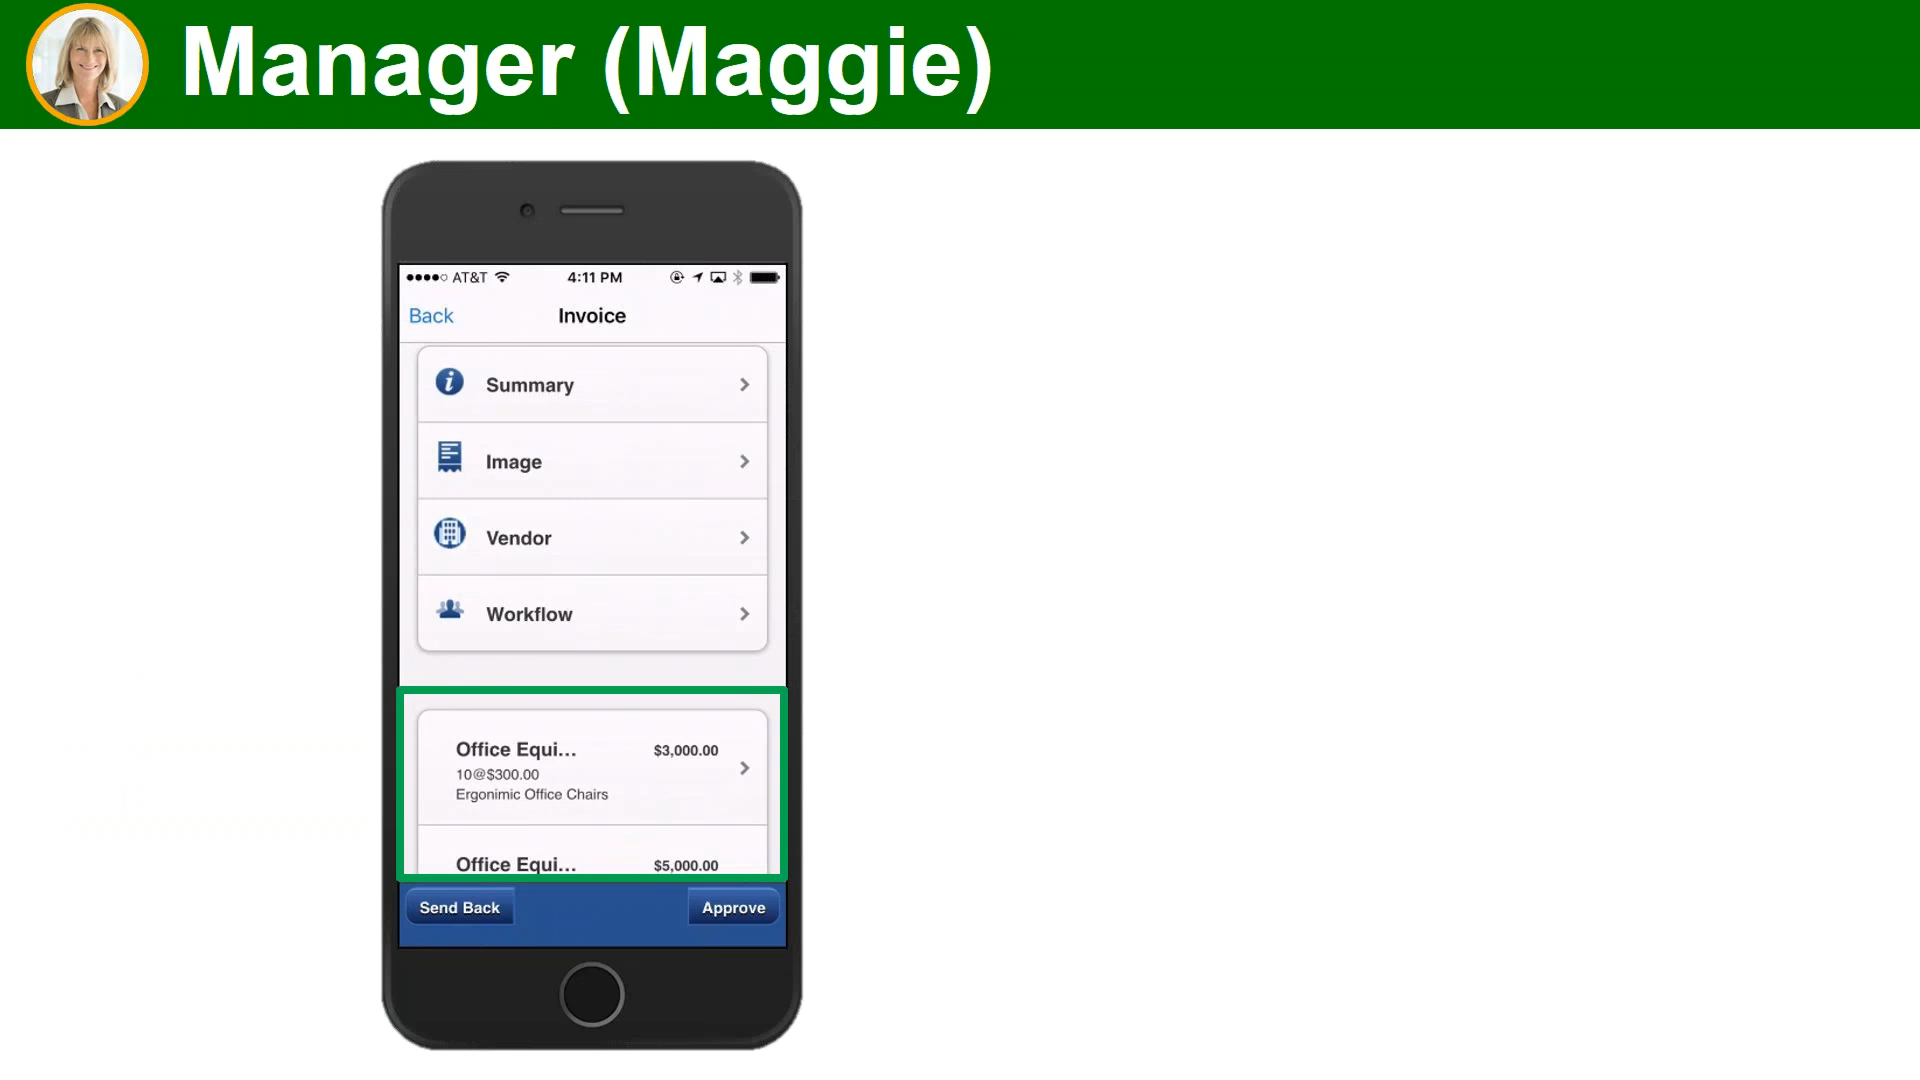 Manager (Maggie)
AT&T 4:11 PM
Back Invoice
Summary
Image
Vendor
Workflow
Office Equi... $3,000.00
10@$300.00
Ergonimic Office Chairs
Office Equi... $5,000.00
Send Back Approve